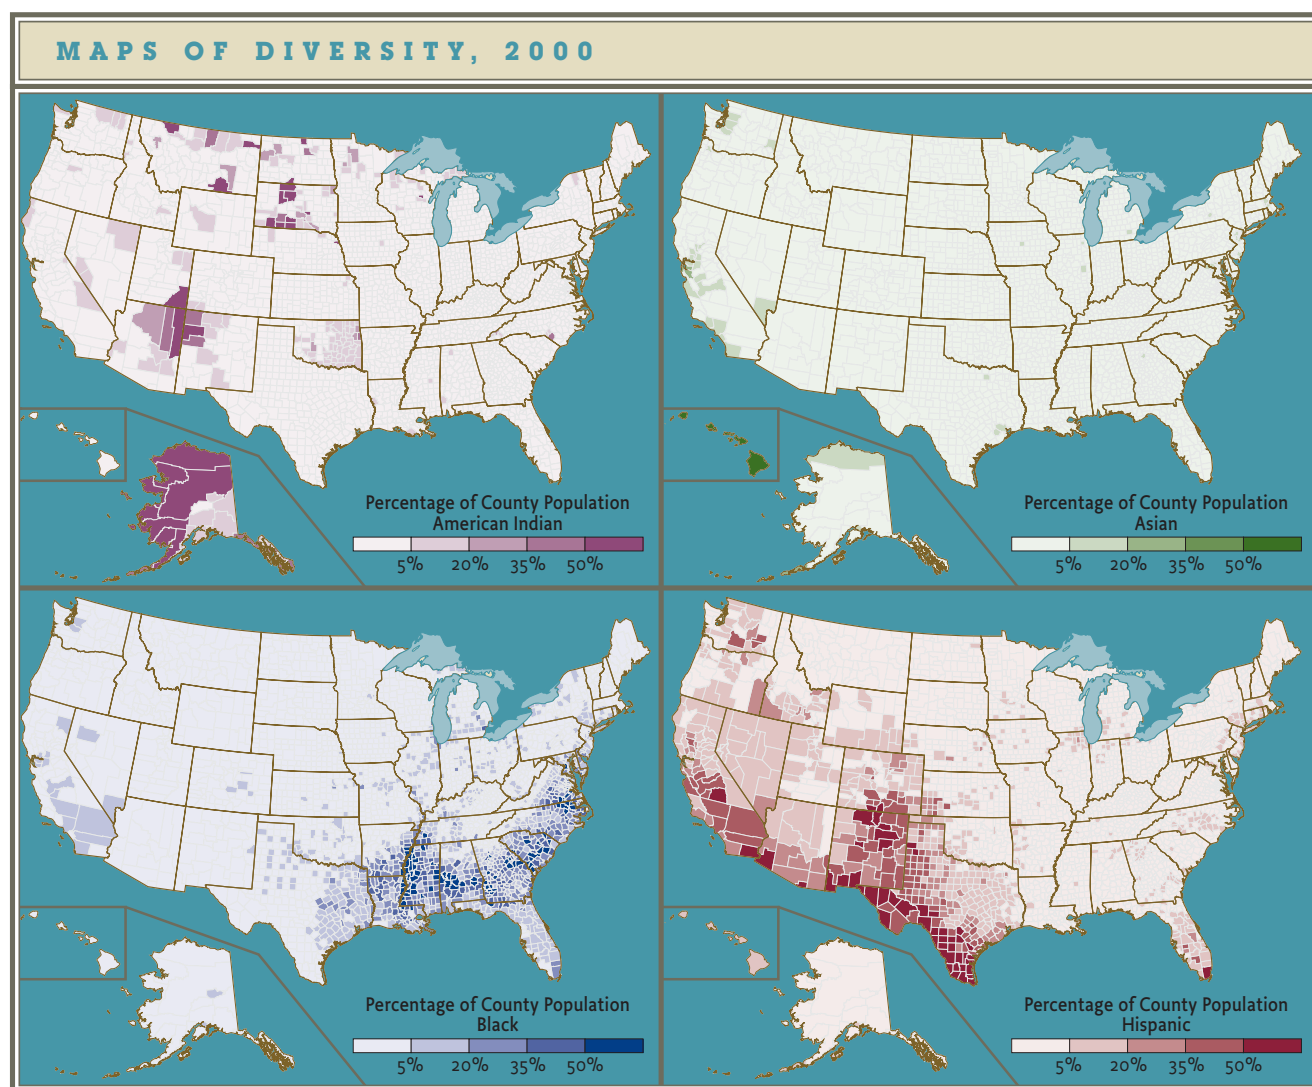 MAPS OF DIVERSITY, 2000
Percentage of County Population
American Indian
5% 20% 35% 50%
Percentage of County Population
Asian
5% 20% 35% 50%
Percentage of County Population
Black
5% 20% 35% 50%
Percentage of County Population
Hispanic
5% 20% 35% 50%